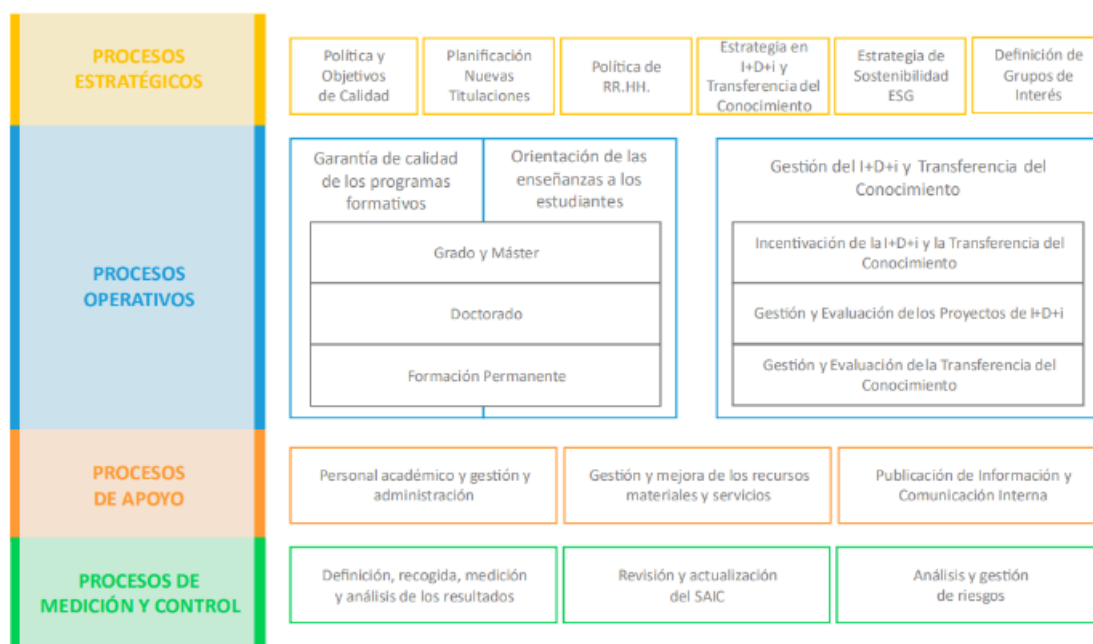 PROCESOS
ESTRATÉGICOS
Política y
Objetivos
de Calidad
Planificación
Nuevas
Titulaciones
Política de
RR.HH.
Estrategia en
I+D+i y
Transferencia del
Conocimiento
Estrategia de
Sostenibilidad
ESG
Definición de
Grupos de
Interés
PROCESOS
OPERATIVOS
Garantía de calidad
de los programas
formativos
Orientación de las
enseñanzas a los
estudiantes
Grado y Máster
Doctorado
Formación Permanente
Gestión del I+D+i y Transferencia del
Conocimiento
Incentivación de la I+D+i y la Transferencia del
Conocimiento
Gestión y Evaluación de los Proyectos de I+D+i
Gestión y Evaluación de la Transferencia del
Conocimiento
PROCESOS
DE APOYO
Personal académico y gestión y
administración
Gestión y mejora de los recursos
materiales y servicios
Publicación de Información y
Comunicación Interna
PROCESOS DE
MEDICIÓN Y CONTROL
Definición, recogida, medición
y análisis de los resultados
Revisión y actualización
del SAIC
Análisis y gestión
de riesgos